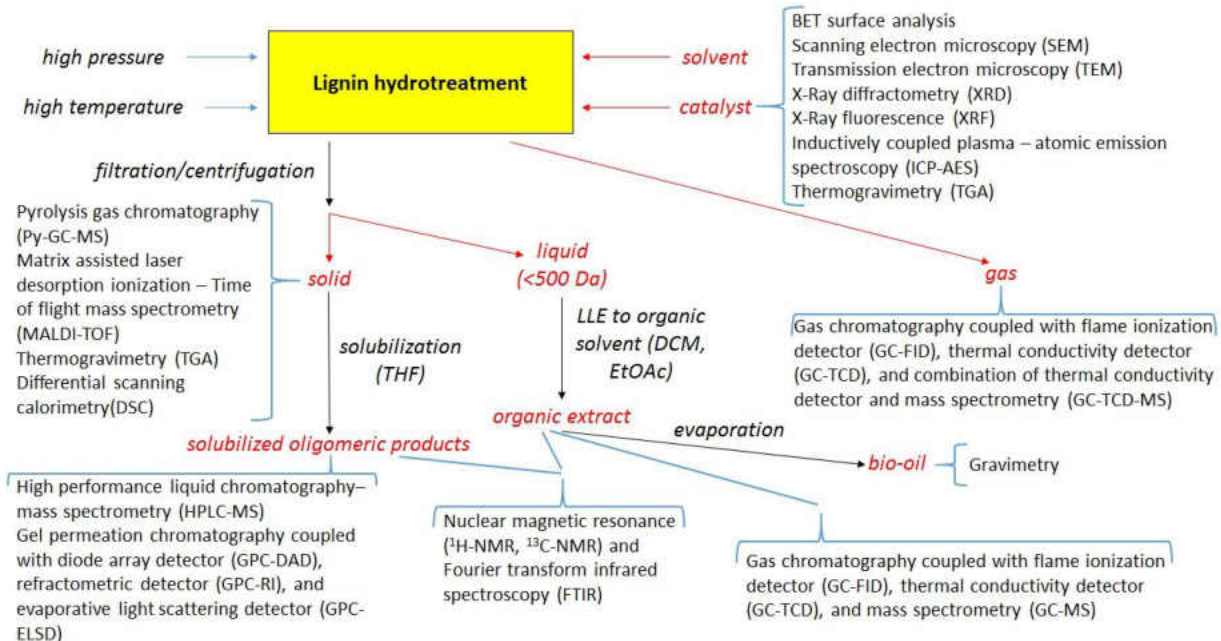 high pressure
high temperature
Lignin hydrotreatment
solvent
catalyst
BET surface analysis
Scanning electron microscopy (SEM)
Transmission electron microscopy (TEM)
X-Ray diffractometry (XRD)
X-Ray fluorescence (XRF)
Inductively coupled plasma – atomic emission
spectroscopy (ICP-AES)
Thermogravimetry (TGA)
filtration/centrifugation
Pyrolysis gas chromatography
(Py-GC-MS)
Matrix assisted laser
desorption ionization – Time
of flight mass spectrometry
(MALDI-TOF)
Thermogravimetry (TGA)
Differential scanning
calorimetry(DSC)
solid
liquid
(<500 Da)
gas
Gas chromatography coupled with flame ionization
detector (GC-FID), thermal conductivity detector
(GC-TCD), and combination of thermal conductivity
detector and mass spectrometry (GC-TCD-MS)
solubilization
(THF)
LLE to organic
solvent (DCM,
EtOAc)
solubilized oligomeric products
organic extract
evaporation
bio-oil
Gravimetry
High performance liquid chromatography–
mass spectrometry (HPLC-MS)
Gel permeation chromatography coupled
with diode array detector (GPC-DAD),
refractometric detector (GPC-RI), and
evaporative light scattering detector (GPC-
ELSD)
Nuclear magnetic resonance
(¹H-NMR, ¹³C-NMR) and
Fourier transform infrared
spectroscopy (FTIR)
Gas chromatography coupled with flame ionization
detector (GC-FID), thermal conductivity detector
(GC-TCD), and mass spectrometry (GC-MS)